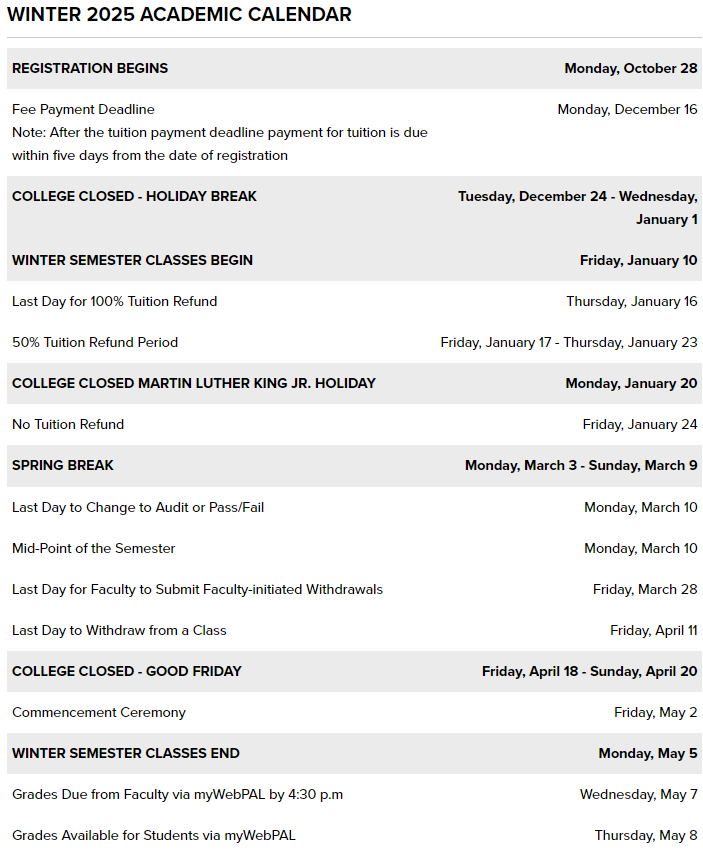 WINTER 2025 ACADEMIC CALENDAR
REGISTRATION BEGINS Monday, October 28
Fee Payment Deadline Monday, December 16
Note: After the tuition payment deadline payment for tuition is due
within five days from the date of registration
COLLEGE CLOSED - HOLIDAY BREAK Tuesday, December 24 - Wednesday,
January 1
WINTER SEMESTER CLASSES BEGIN Friday, January 10
Last Day for 100% Tuition Refund Thursday, January 16
50% Tuition Refund Period Friday, January 17 - Thursday, January 23
COLLEGE CLOSED MARTIN LUTHER KING JR. HOLIDAY Monday, January 20
No Tuition Refund Friday, January 24
SPRING BREAK Monday, March 3 - Sunday, March 9
Last Day to Change to Audit or Pass/Fail Monday, March 10
Mid-Point of the Semester Monday, March 10
Last Day for Faculty to Submit Faculty-initiated Withdrawals Friday, March 28
Last Day to Withdraw from a Class Friday, April 11
COLLEGE CLOSED - GOOD FRIDAY Friday, April 18 - Sunday, April 20
Commencement Ceremony Friday, May 2
WINTER SEMESTER CLASSES END Monday, May 5
Grades Due from Faculty via myWebPAL by 4:30 p.m Wednesday, May 7
Grades Available for Students via myWebPAL Thursday, May 8